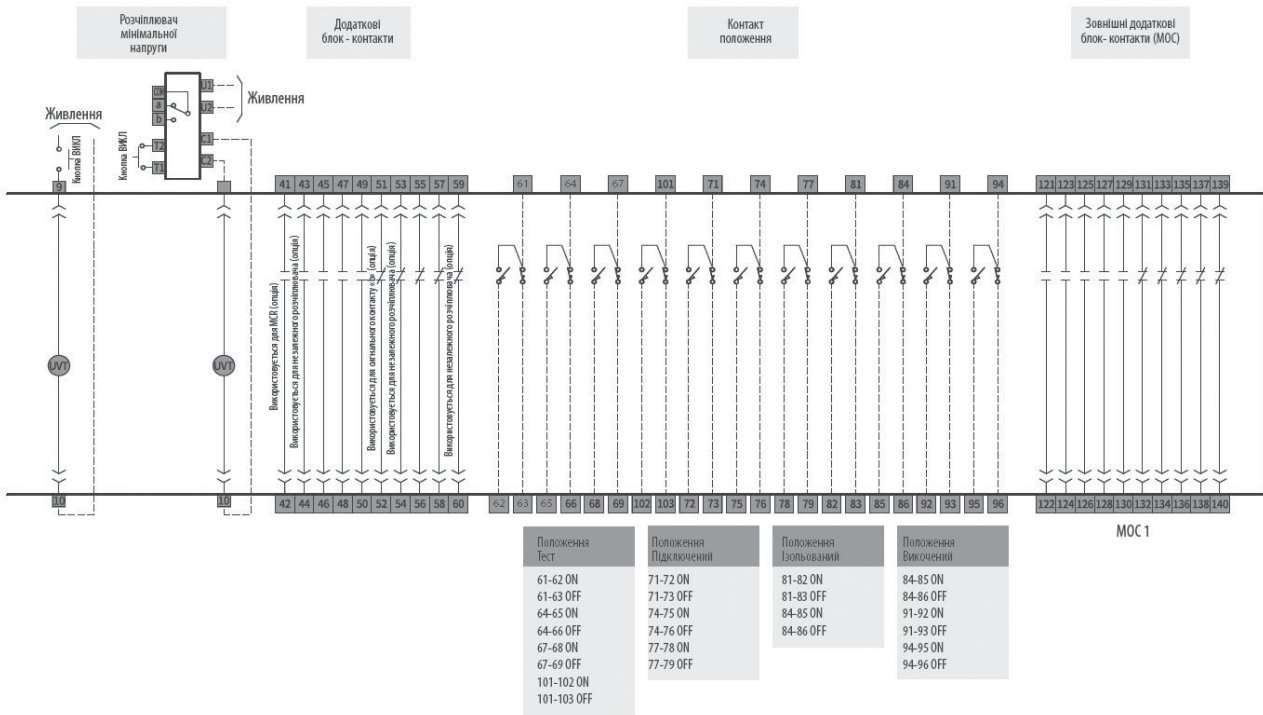 Розчіплювач
мінімальної
напруги
Додаткові
блок - контакти
Контакт
положення
Зовнішні додаткові
блок- контакти (МОС)
Живлення
Кнопка ВИКЛ
COM
a
b
T2
T1
Кнопка ВИКЛ
U1
U2
C1
C2
Живлення
9
41 43 45 47 49 51 53 55 57 59
61 64 67 101 71 74 77 81 84 91 94
121 123 125 127 129 131 133 135 137 139
UVT
UVT
Використовується для MCR (опція)
Використовується для незалежного розчіплювача (опція)
Використовується для сигнального контакту «b» (опція)
Використовується для незалежного розчіплювача (опція)
Використовується для незалежного розчіплювача (опція)
10
10
42 44 46 48 50 52 54 56 58 60
62 63 65 66 68 69 102 103 72 73 75 76 78 79 82 83 85 86 92 93 95 96
122 124 126 128 130 132 134 136 138 140
МОС 1
Положення
Тест
61-62 ON
61-63 OFF
64-65 ON
64-66 OFF
67-68 ON
67-69 OFF
101-102 ON
101-103 OFF
Положення
Підключений
71-72 ON
71-73 OFF
74-75 ON
74-76 OFF
77-78 ON
77-79 OFF
Положення
Ізольований
81-82 ON
81-83 OFF
84-85 ON
84-86 OFF
Положення
Викочений
84-85 ON
84-86 OFF
91-92 ON
91-93 OFF
94-95 ON
94-96 OFF